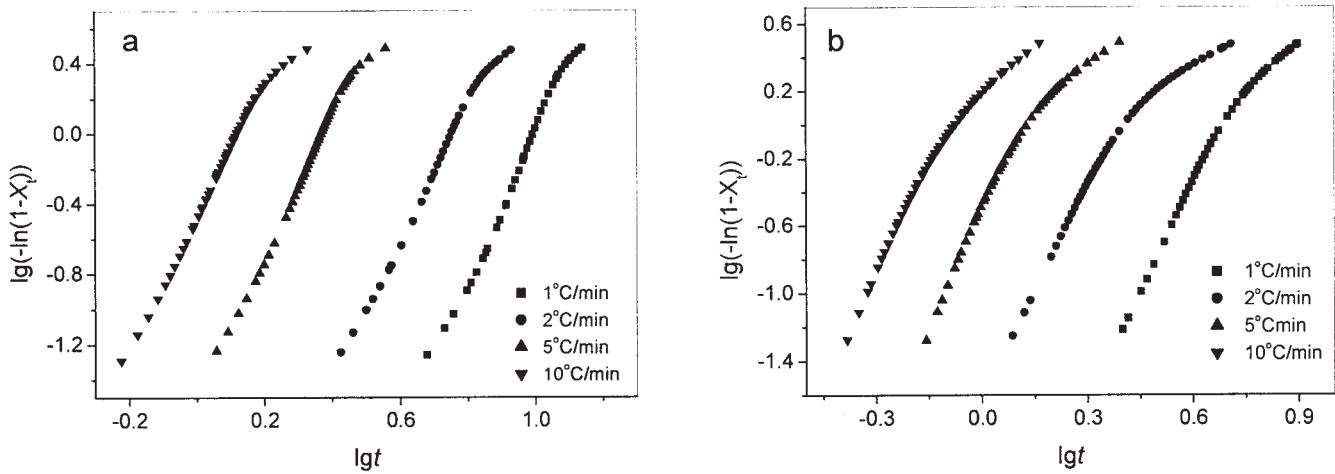 a
lg(-ln(1-Xt))
0.4
0.0
-0.4
-0.8
-1.2
1°C/min
2°C/min
5°C/min
10°C/min
-0.2
0.2
0.6
1.0
lgt
b
lg(-ln(1-Xt))
0.6
0.2
-0.2
-0.6
-1.0
-1.4
1°C/min
2°C/min
5°Cmin
10°C/min
-0.3
0.0
0.3
0.6
0.9
lgt